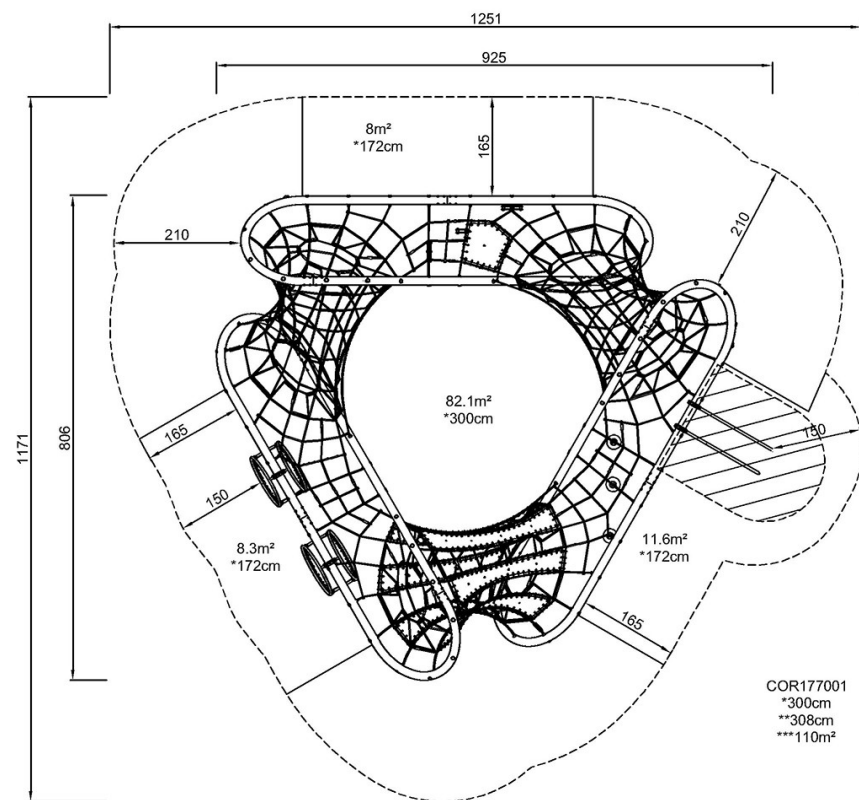 1251
925
8m²
*172cm
165
210
210
1171
806
82.1m²
*300cm
165
150
150
8.3m²
*172cm
11.6m²
*172cm
165
COR177001
*300cm
**308cm
***110m²